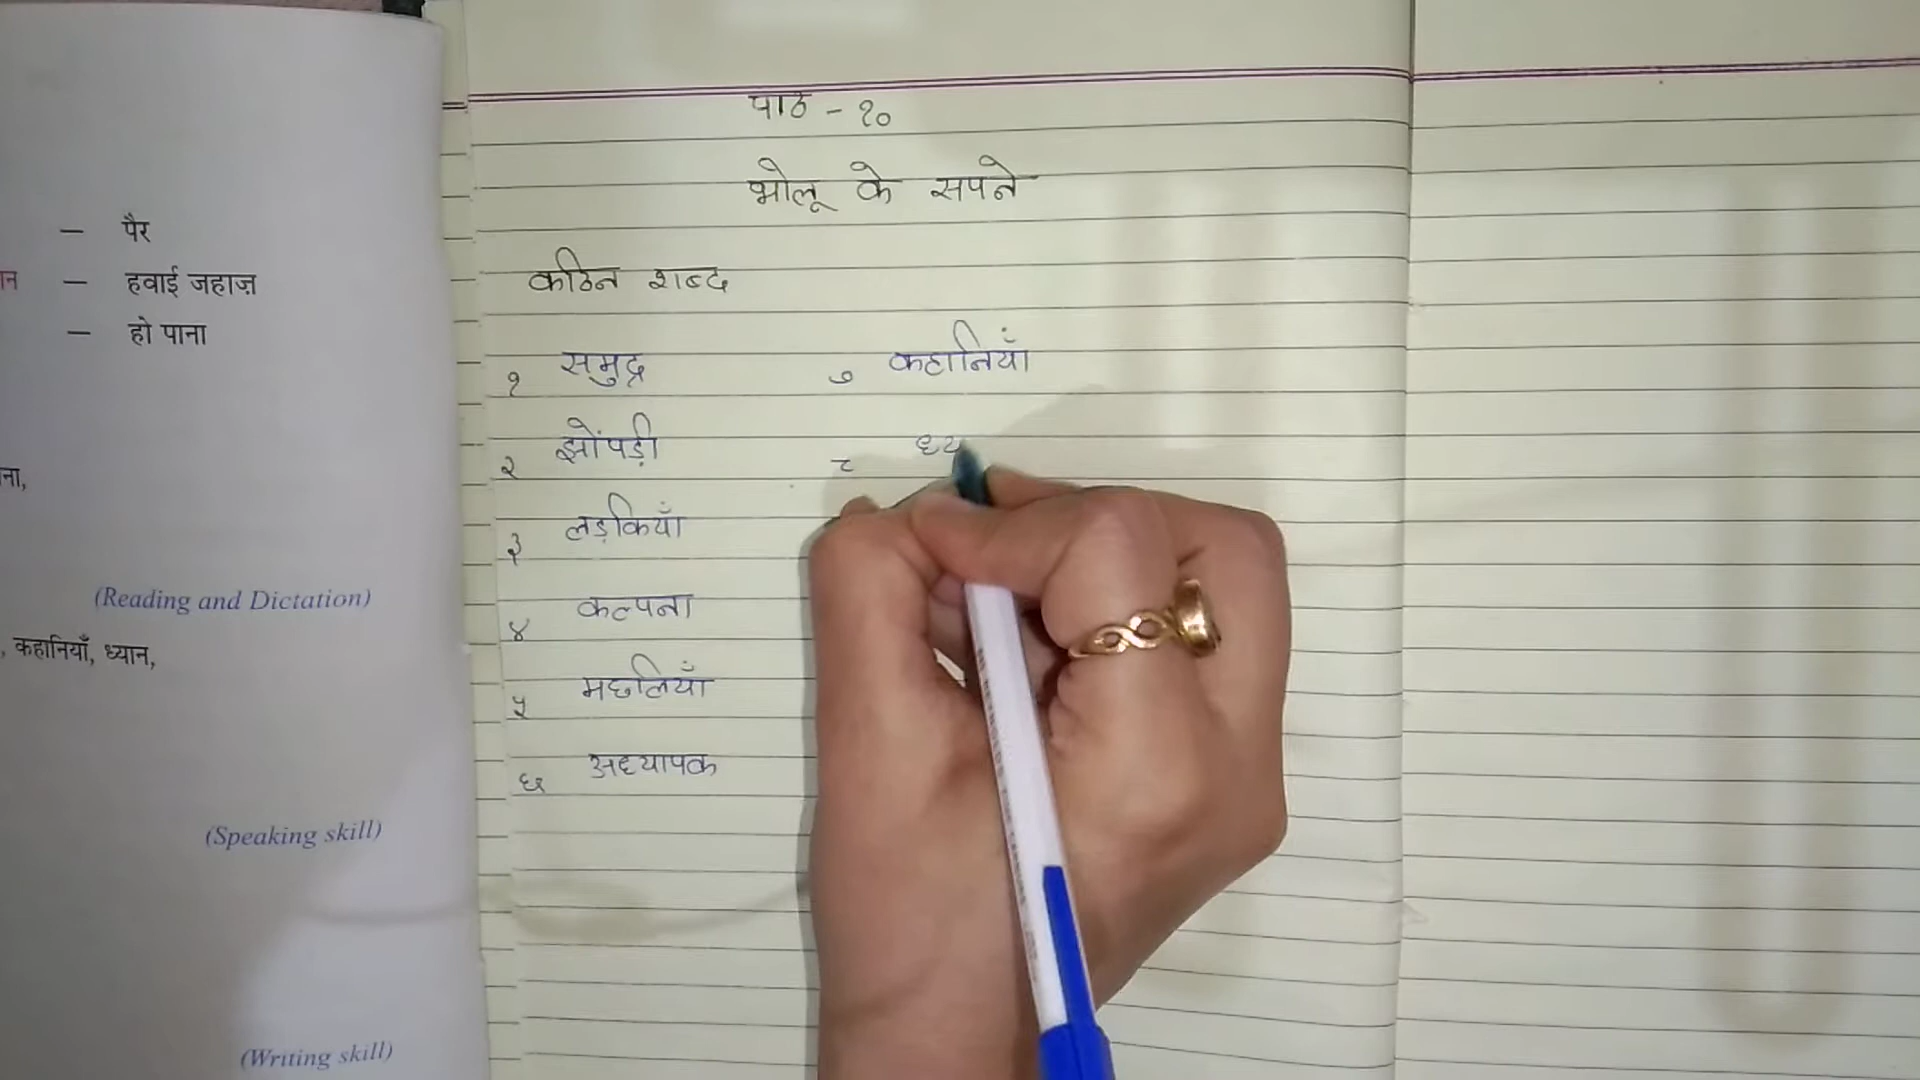 — पैर
न — हवाई जहाज़
— हो पाना
ना,
(Reading and Dictation)
, कहानियाँ, ध्यान,
(Speaking skill)
(Writing skill)
पाठ - १०
भोलू के सपने
कठिन शब्द
१ समुद्र
२ झोंपड़ी
३ लड़कियाँ
४ कल्पना
५ मछलियाँ
६ अध्यापक
७ कहानियाँ
८ ध्य